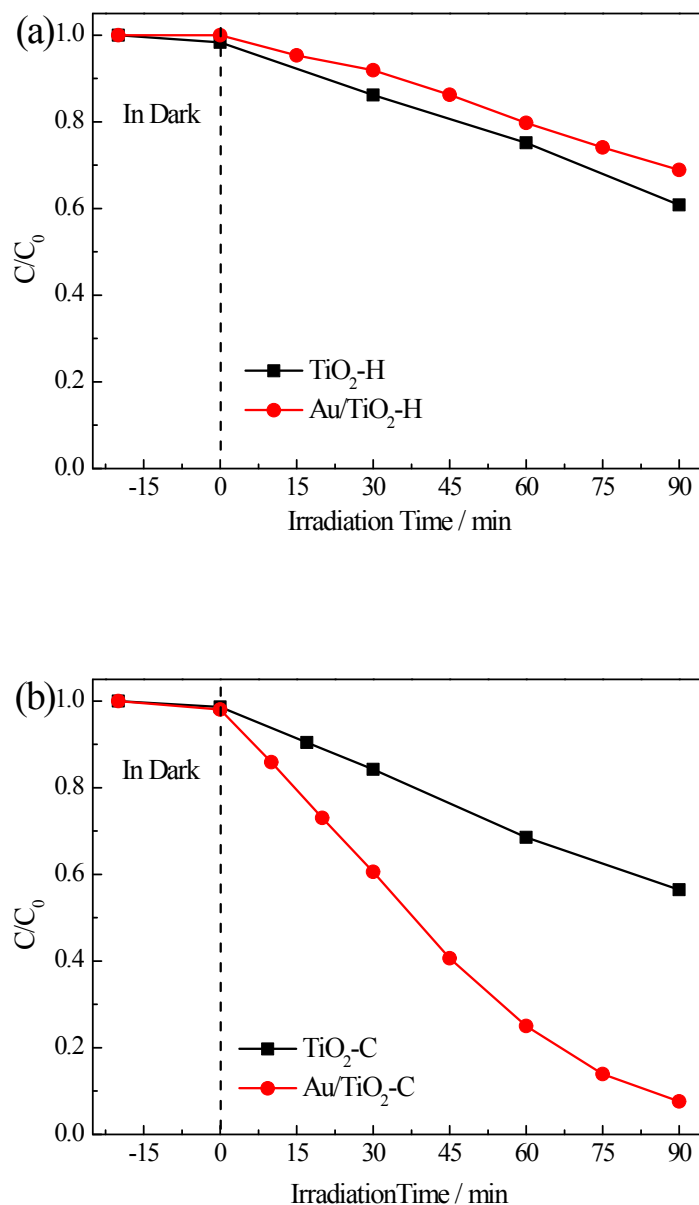 (a)
1.0
0.8
0.6
0.4
0.2
0.0
C/C₀
In Dark
TiO₂-H
Au/TiO₂-H
-15 0 15 30 45 60 75 90
Irradiation Time / min
(b)
1.0
0.8
0.6
0.4
0.2
0.0
C/C₀
In Dark
TiO₂-C
Au/TiO₂-C
-15 0 15 30 45 60 75 90
IrradiationTime / min